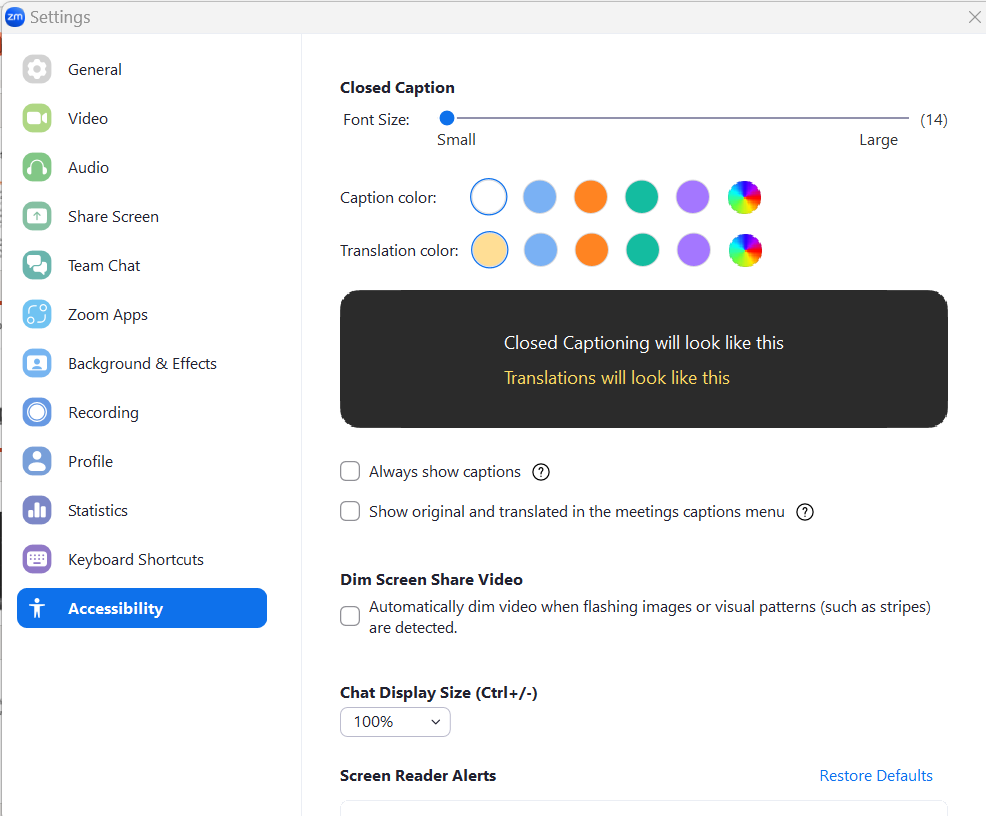 zm Settings
General
Video
Audio
Share Screen
Team Chat
Zoom Apps
Background & Effects
Recording
Profile
Statistics
Keyboard Shortcuts
Accessibility
Closed Caption
Font Size: (14)
Small Large
Caption color:
Translation color:
Closed Captioning will look like this
Translations will look like this
Always show captions ?
Show original and translated in the meetings captions menu ?
Dim Screen Share Video
Automatically dim video when flashing images or visual patterns (such as stripes)
are detected.
Chat Display Size (Ctrl+/-)
100%
Screen Reader Alerts Restore Defaults